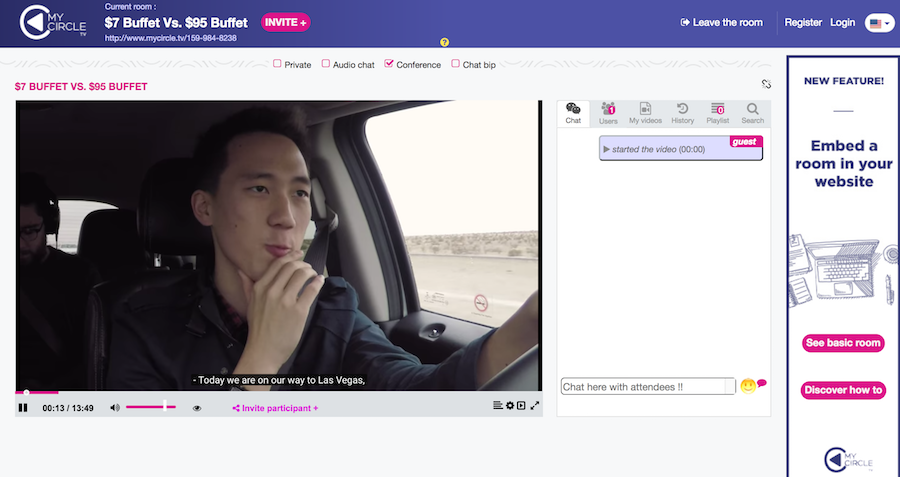 MY
CIRCLE
TV
Current room :
$7 Buffet Vs. $95 Buffet
INVITE +
http://www.mycircle.tv/159-984-8238
?
Leave the room
Register
Login
Private
Audio chat
Conference
Chat bip
$7 BUFFET VS. $95 BUFFET
Chat
1
Users
My videos
History
0
Playlist
Search
guest
started the video (00:00)
- Today we are on our way to Las Vegas,
Chat here with attendees !!
00:13 / 13:49
Invite participant +
NEW FEATURE!
Embed a
room in your
website
See basic room
Discover how to
MY
CIRCLE
TV